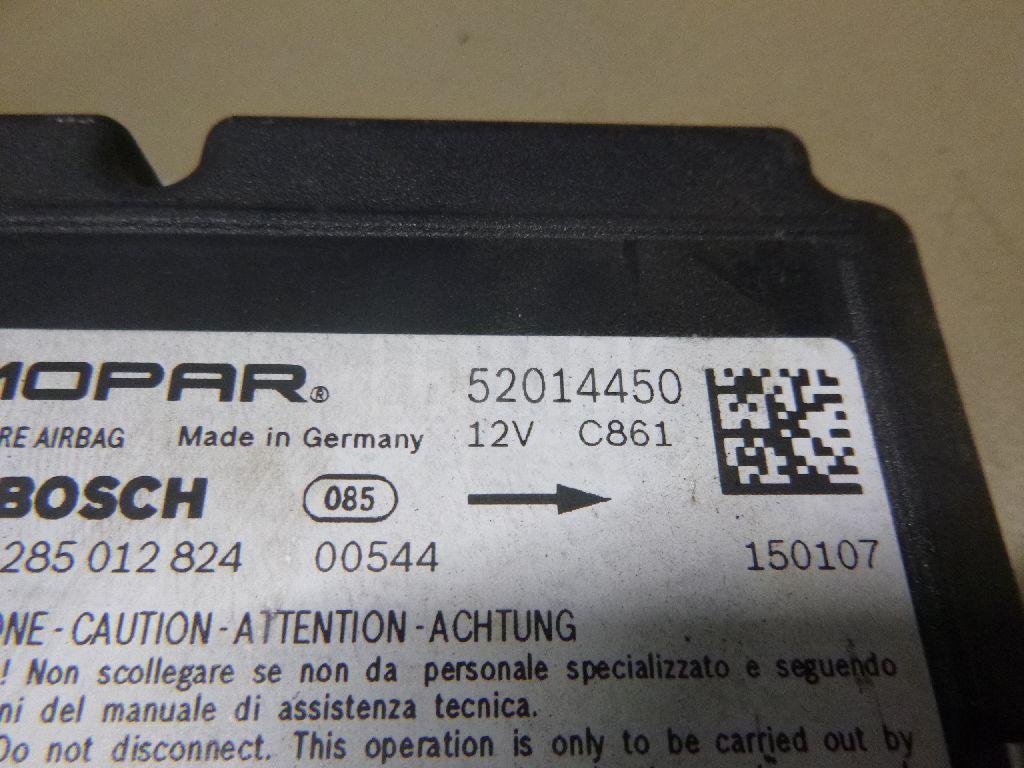 MOPAR® 52014450
RE AIRBAG Made in Germany 12V C861
BOSCH 085
285 012 824 00544 150107
ONE - CAUTION - ATTENTION - ACHTUNG
! Non scollegare se non da personale specializzato e seguendo
ni del manuale di assistenza tecnica.
Do not disconnect. This operation is only to be carried out by